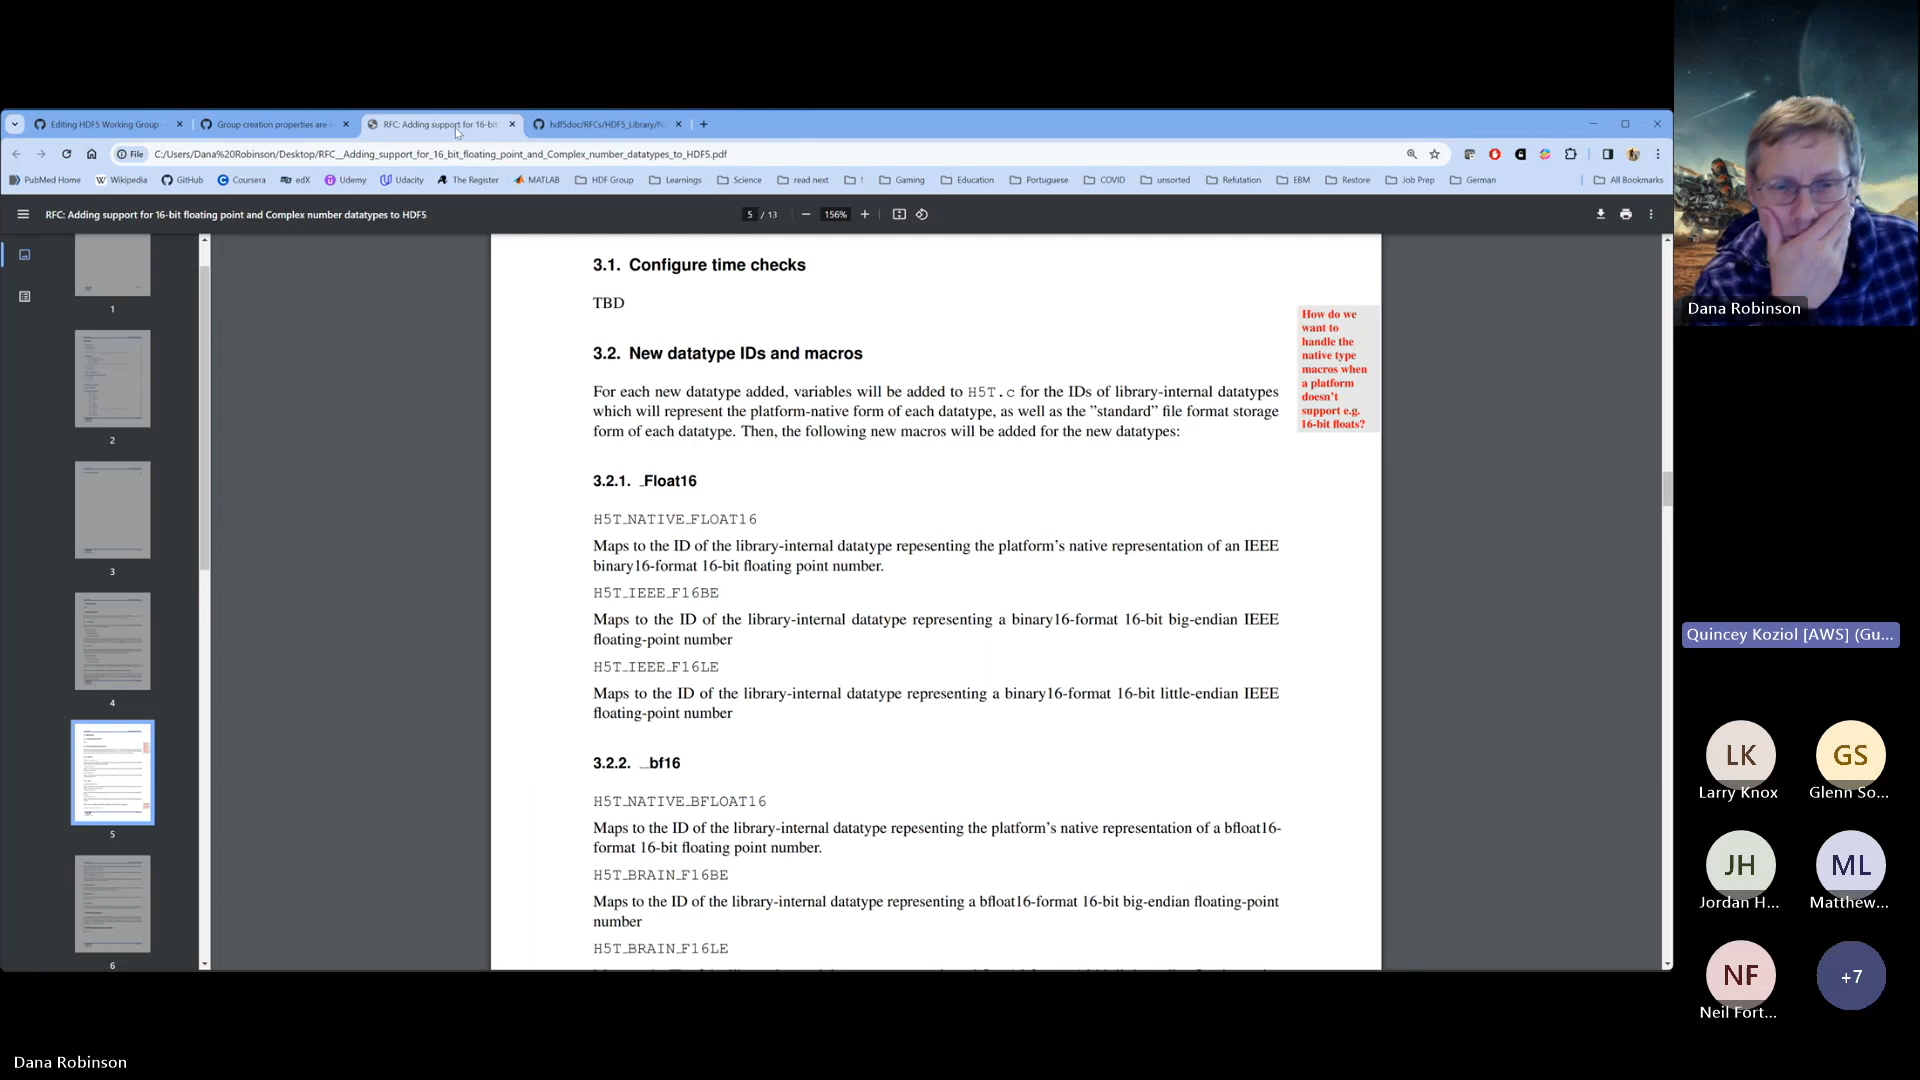 Editing HDF5 Working Group
Group creation properties are
RFC: Adding support for 16-bit
hdf5doc/RFCs/HDF5_Library/N
File
C:/Users/Dana%20Robinson/Desktop/RFC__Adding_support_for_16_bit_floating_point_and_Complex_number_datatypes_to_HDF5.pdf
PubMed Home
Wikipedia
GitHub
Coursera
edX
Udemy
Udacity
The Register
MATLAB
HDF Group
Learnings
Science
read next
!
Gaming
Education
Portuguese
COVID
unsorted
Refutation
EBM
Restore
Job Prep
German
All Bookmarks
RFC: Adding support for 16-bit floating point and Complex number datatypes to HDF5
5 / 13
156%
1
2
3
4
5
6
3.1. Configure time checks
TBD
3.2. New datatype IDs and macros
For each new datatype added, variables will be added to H5T.c for the IDs of library-internal datatypes
which will represent the platform-native form of each datatype, as well as the ”standard” file format storage
form of each datatype. Then, the following new macros will be added for the new datatypes:
How do we
want to
handle the
native type
macros when
a platform
doesn't
support e.g.
16-bit floats?
3.2.1. _Float16
H5T_NATIVE_FLOAT16
Maps to the ID of the library-internal datatype repesenting the platform's native representation of an IEEE
binary16-format 16-bit floating point number.
H5T_IEEE_F16BE
Maps to the ID of the library-internal datatype representing a binary16-format 16-bit big-endian IEEE
floating-point number
H5T_IEEE_F16LE
Maps to the ID of the library-internal datatype representing a binary16-format 16-bit little-endian IEEE
floating-point number
3.2.2. __bf16
H5T_NATIVE_BFLOAT16
Maps to the ID of the library-internal datatype repesenting the platform's native representation of a bfloat16-
format 16-bit floating point number.
H5T_BRAIN_F16BE
Maps to the ID of the library-internal datatype representing a bfloat16-format 16-bit big-endian floating-point
number
H5T_BRAIN_F16LE
Dana Robinson
Quincey Koziol [AWS] (Gu...
LK
Larry Knox
GS
Glenn So...
JH
Jordan H...
ML
Matthew...
NF
Neil Fort...
+7
Dana Robinson